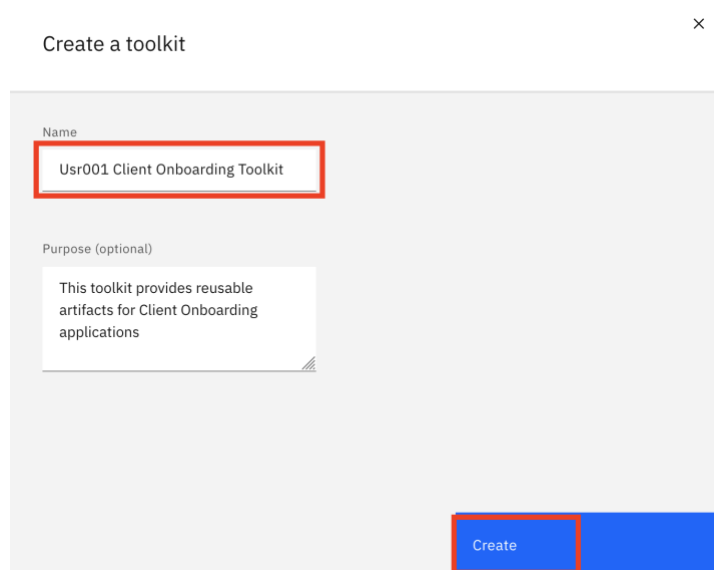 Create a toolkit
Name
Usr001 Client Onboarding Toolkit
Purpose (optional)
This toolkit provides reusable
artifacts for Client Onboarding
applications
Create